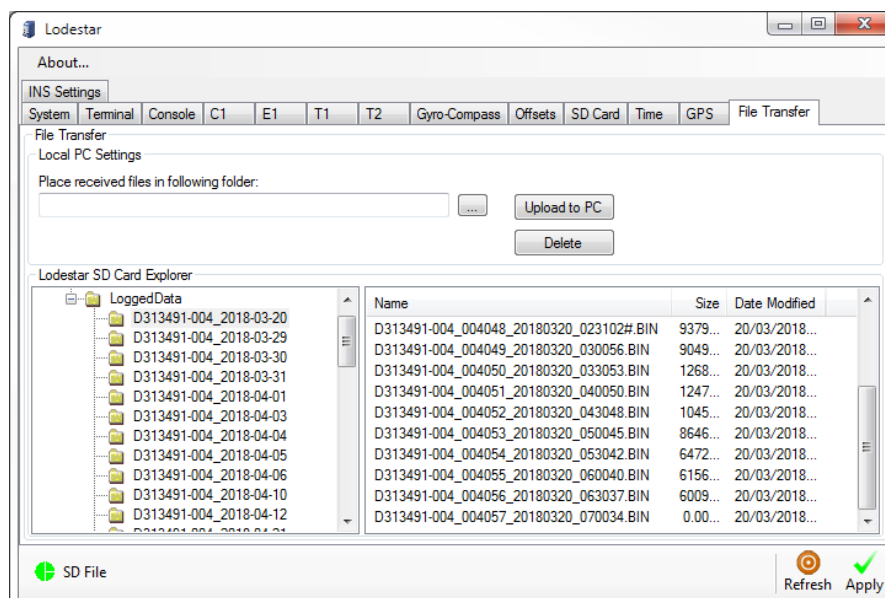 Lodestar
About...
INS Settings
System Terminal Console C1 E1 T1 T2 Gyro-Compass Offsets SD Card Time GPS File Transfer
File Transfer
Local PC Settings
Place received files in following folder:
... Upload to PC
Delete
Lodestar SD Card Explorer
LoggedData
D313491-004_2018-03-20
D313491-004_2018-03-29
D313491-004_2018-03-30
D313491-004_2018-03-31
D313491-004_2018-04-01
D313491-004_2018-04-03
D313491-004_2018-04-04
D313491-004_2018-04-05
D313491-004_2018-04-06
D313491-004_2018-04-10
D313491-004_2018-04-12
Name Size Date Modified
D313491-004_004048_20180320_023102#.BIN 9379... 20/03/2018...
D313491-004_004049_20180320_030056.BIN 9049... 20/03/2018...
D313491-004_004050_20180320_033053.BIN 1268... 20/03/2018...
D313491-004_004051_20180320_040050.BIN 1247... 20/03/2018...
D313491-004_004052_20180320_043048.BIN 1045... 20/03/2018...
D313491-004_004053_20180320_050045.BIN 8646... 20/03/2018...
D313491-004_004054_20180320_053042.BIN 6472... 20/03/2018...
D313491-004_004055_20180320_060040.BIN 6156... 20/03/2018...
D313491-004_004056_20180320_063037.BIN 6009... 20/03/2018...
D313491-004_004057_20180320_070034.BIN 0.00... 20/03/2018...
SD File
Refresh Apply